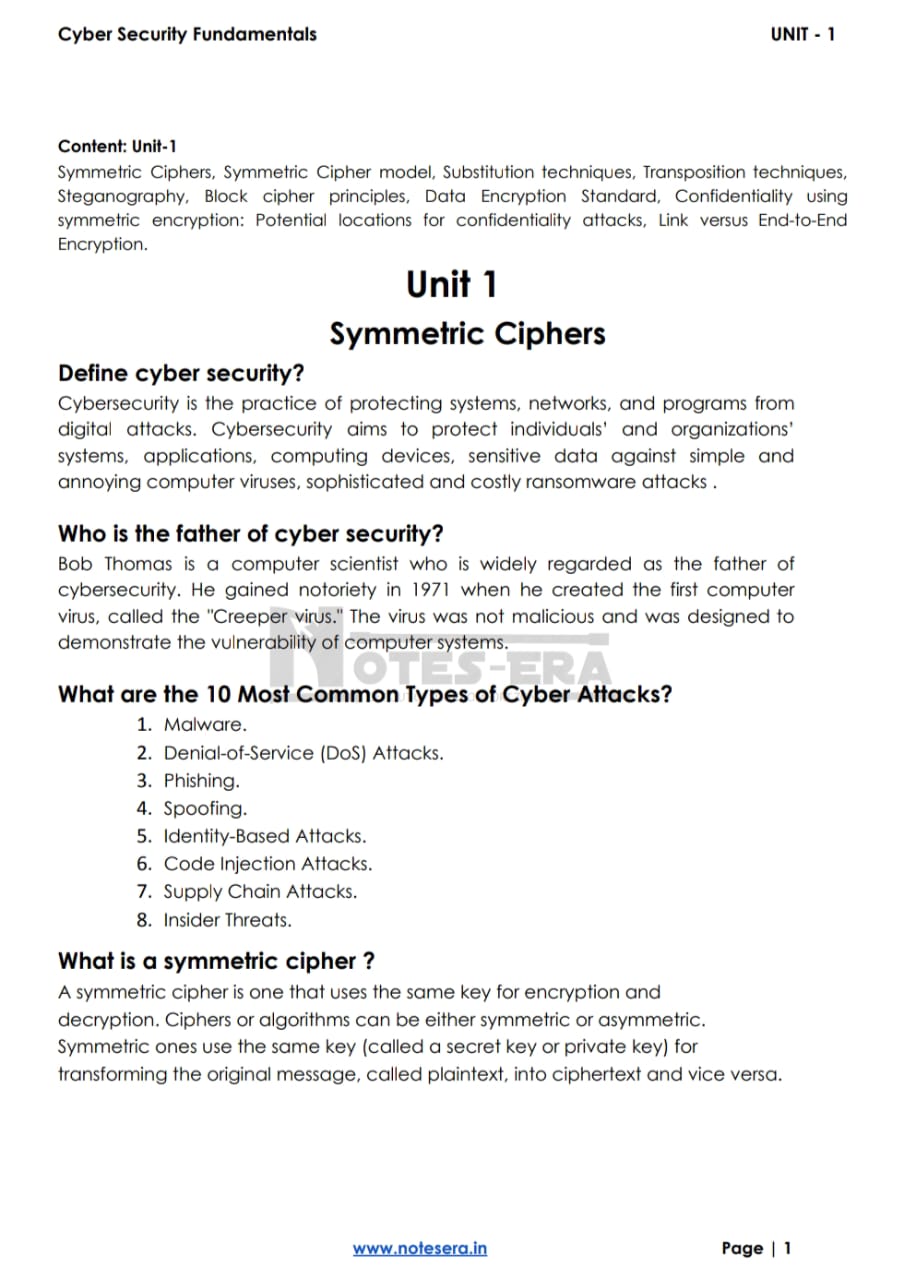 Cyber Security Fundamentals UNIT - 1
Content: Unit-1
Symmetric Ciphers, Symmetric Cipher model, Substitution techniques, Transposition techniques,
Steganography, Block cipher principles, Data Encryption Standard, Confidentiality using
symmetric encryption: Potential locations for confidentiality attacks, Link versus End-to-End
Encryption.
Unit 1
Symmetric Ciphers
Define cyber security?
Cybersecurity is the practice of protecting systems, networks, and programs from
digital attacks. Cybersecurity aims to protect individuals' and organizations'
systems, applications, computing devices, sensitive data against simple and
annoying computer viruses, sophisticated and costly ransomware attacks .
Who is the father of cyber security?
Bob Thomas is a computer scientist who is widely regarded as the father of
cybersecurity. He gained notoriety in 1971 when he created the first computer
virus, called the "Creeper virus." The virus was not malicious and was designed to
demonstrate the vulnerability of computer systems.
NOTES-ERA
What are the 10 Most Common Types of Cyber Attacks?
1. Malware.
2. Denial-of-Service (DoS) Attacks.
3. Phishing.
4. Spoofing.
5. Identity-Based Attacks.
6. Code Injection Attacks.
7. Supply Chain Attacks.
8. Insider Threats.
What is a symmetric cipher ?
A symmetric cipher is one that uses the same key for encryption and
decryption. Ciphers or algorithms can be either symmetric or asymmetric.
Symmetric ones use the same key (called a secret key or private key) for
transforming the original message, called plaintext, into ciphertext and vice versa.
www.notesera.in Page | 1